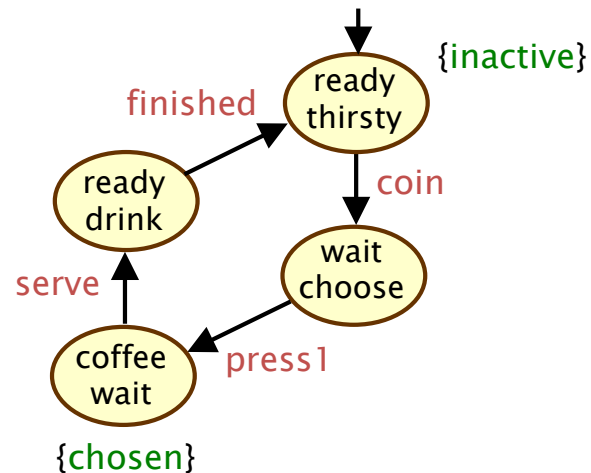 {inactive}
ready
thirsty
finished
coin
ready
drink
wait
choose
serve
press1
coffee
wait
{chosen}